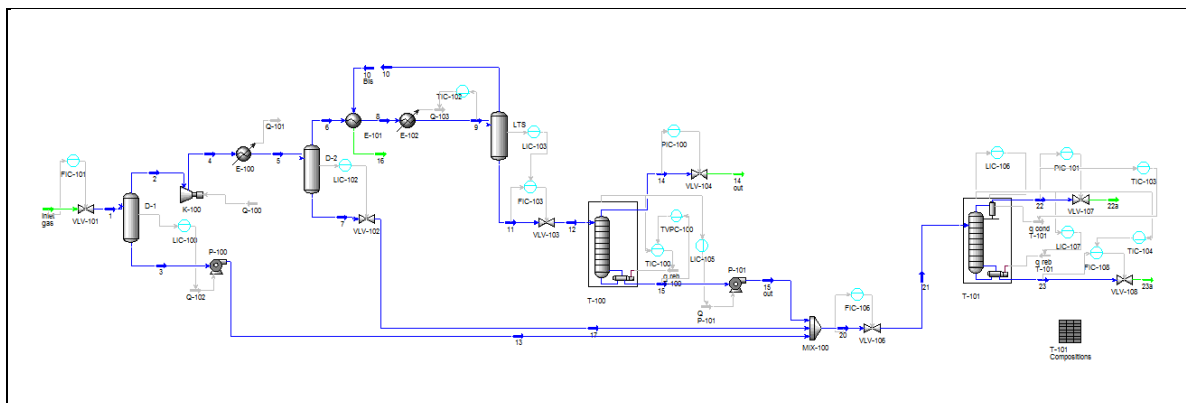 Inlet
gas
FIC-101
VLV-101
1
2
D-1
3
LIC-100
4
K-100
Q-100
P-100
Q-102
Q-101
E-100
5
6
D-2
LIC-102
7
VLV-102
10
Bls
10
E-101
16
8
E-102
TIC-102
Q-103
9
LTS
LIC-103
FIC-103
11
VLV-103
12
T-100
14
PIC-100
VLV-104
14
out
TVPC-100
TIC-100
LIC-105
15
P-101
Q
P-101
15
out
13
17
MIX-100
20
FIC-106
VLV-106
21
LIC-106
PIC-101
22
VLV-107
22a
TIC-103
q cond
T-101
LIC-107
TIC-104
q reb
T-101
FIC-108
23
VLV-108
23a
T-101
T-101
Compositions